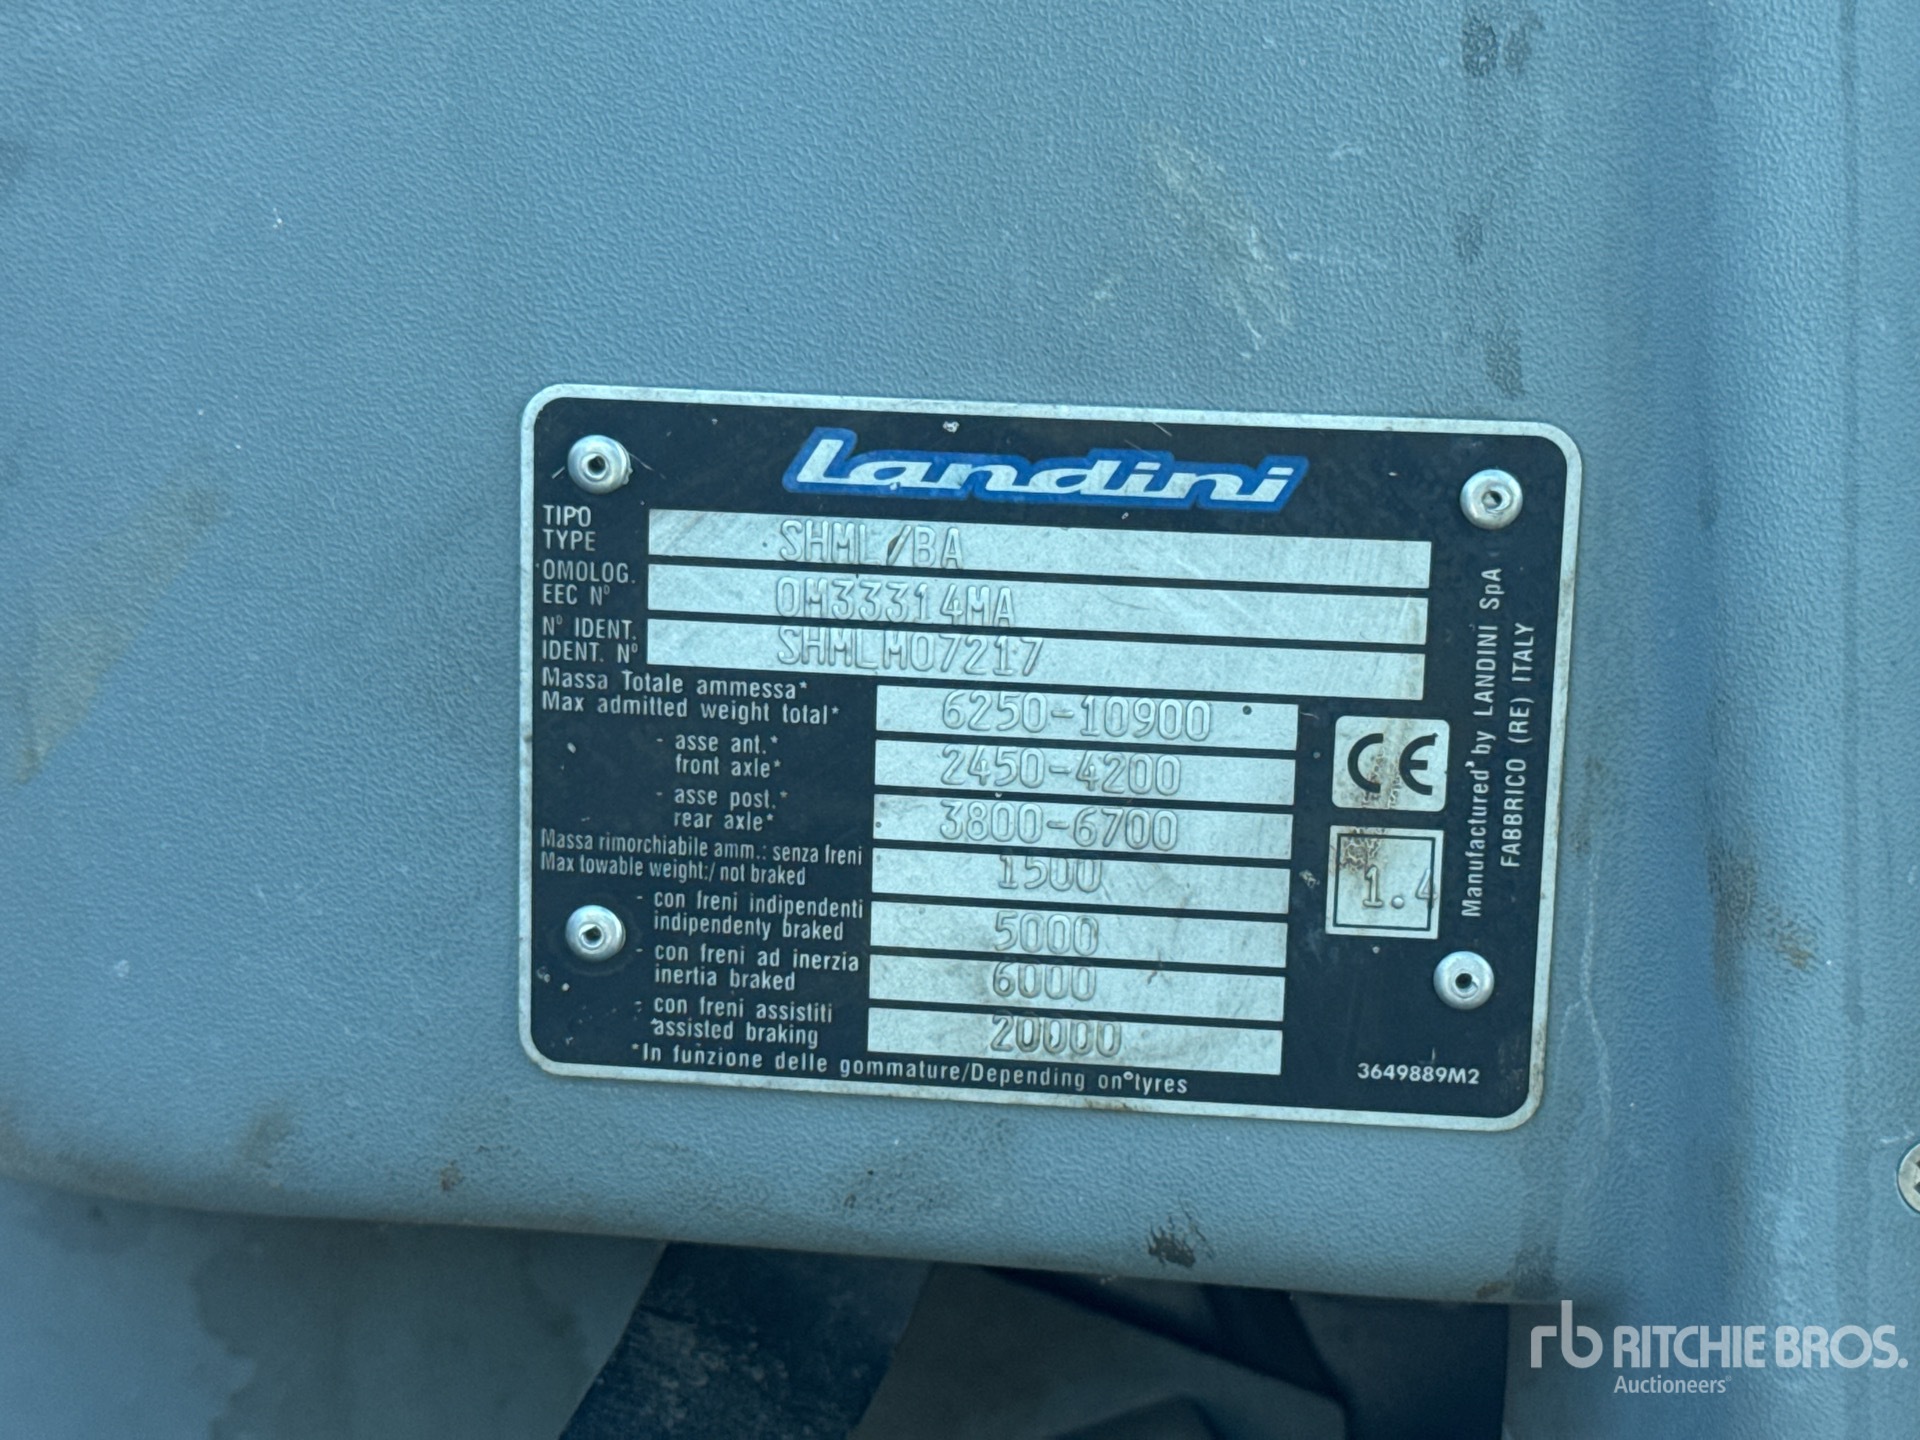 Landini
TIPO
TYPE
SHML/BA
OMOLOG.
EEC N°
OM33314MA
N° IDENT.
IDENT. N°
SHMLM07217
Massa Totale ammessa*
Max admitted weight total*
6250-10900
- asse ant.*
front axle*
2450-4200
- asse post.*
rear axle*
3800-6700
Massa rimorchiabile amm.: senza freni
Max towable weight:/ not braked
1500
- con freni indipendenti
indipendenty braked
5000
- con freni ad inerzia
inertia braked
6000
- con freni assistiti
assisted braking
20000
*In funzione delle gommature/Depending on tyres
CE
1.4
Manufactured by LANDINI SpA
FABBRICO (RE) ITALY
3649889M2
rb RITCHIE BROS.
Auctioneers